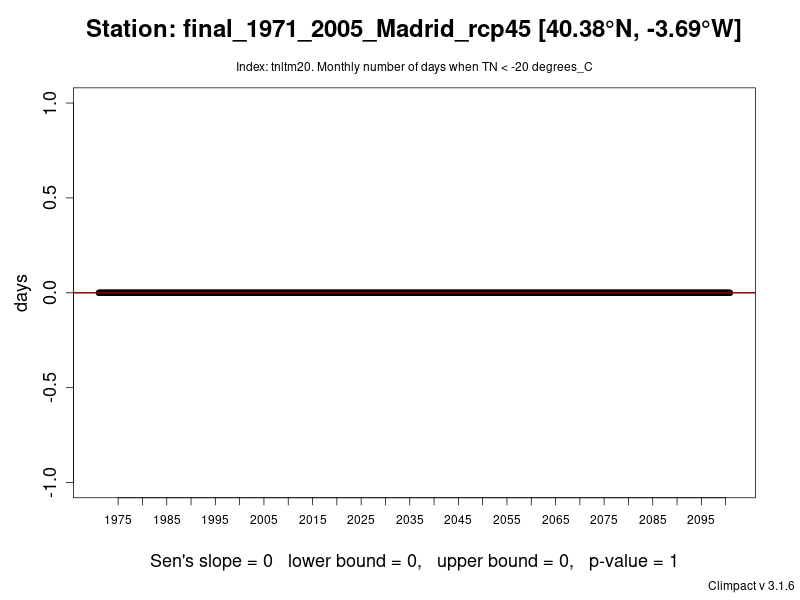 Station: final_1971_2005_Madrid_rcp45 [40.38°N, -3.69°W]
Index: tnltm20. Monthly number of days when TN < -20 degrees_C
1.0
0.5
0.0
-0.5
-1.0
days
1975 1985 1995 2005 2015 2025 2035 2045 2055 2065 2075 2085 2095
Sen's slope = 0 lower bound = 0, upper bound = 0, p-value = 1
Climpact v 3.1.6